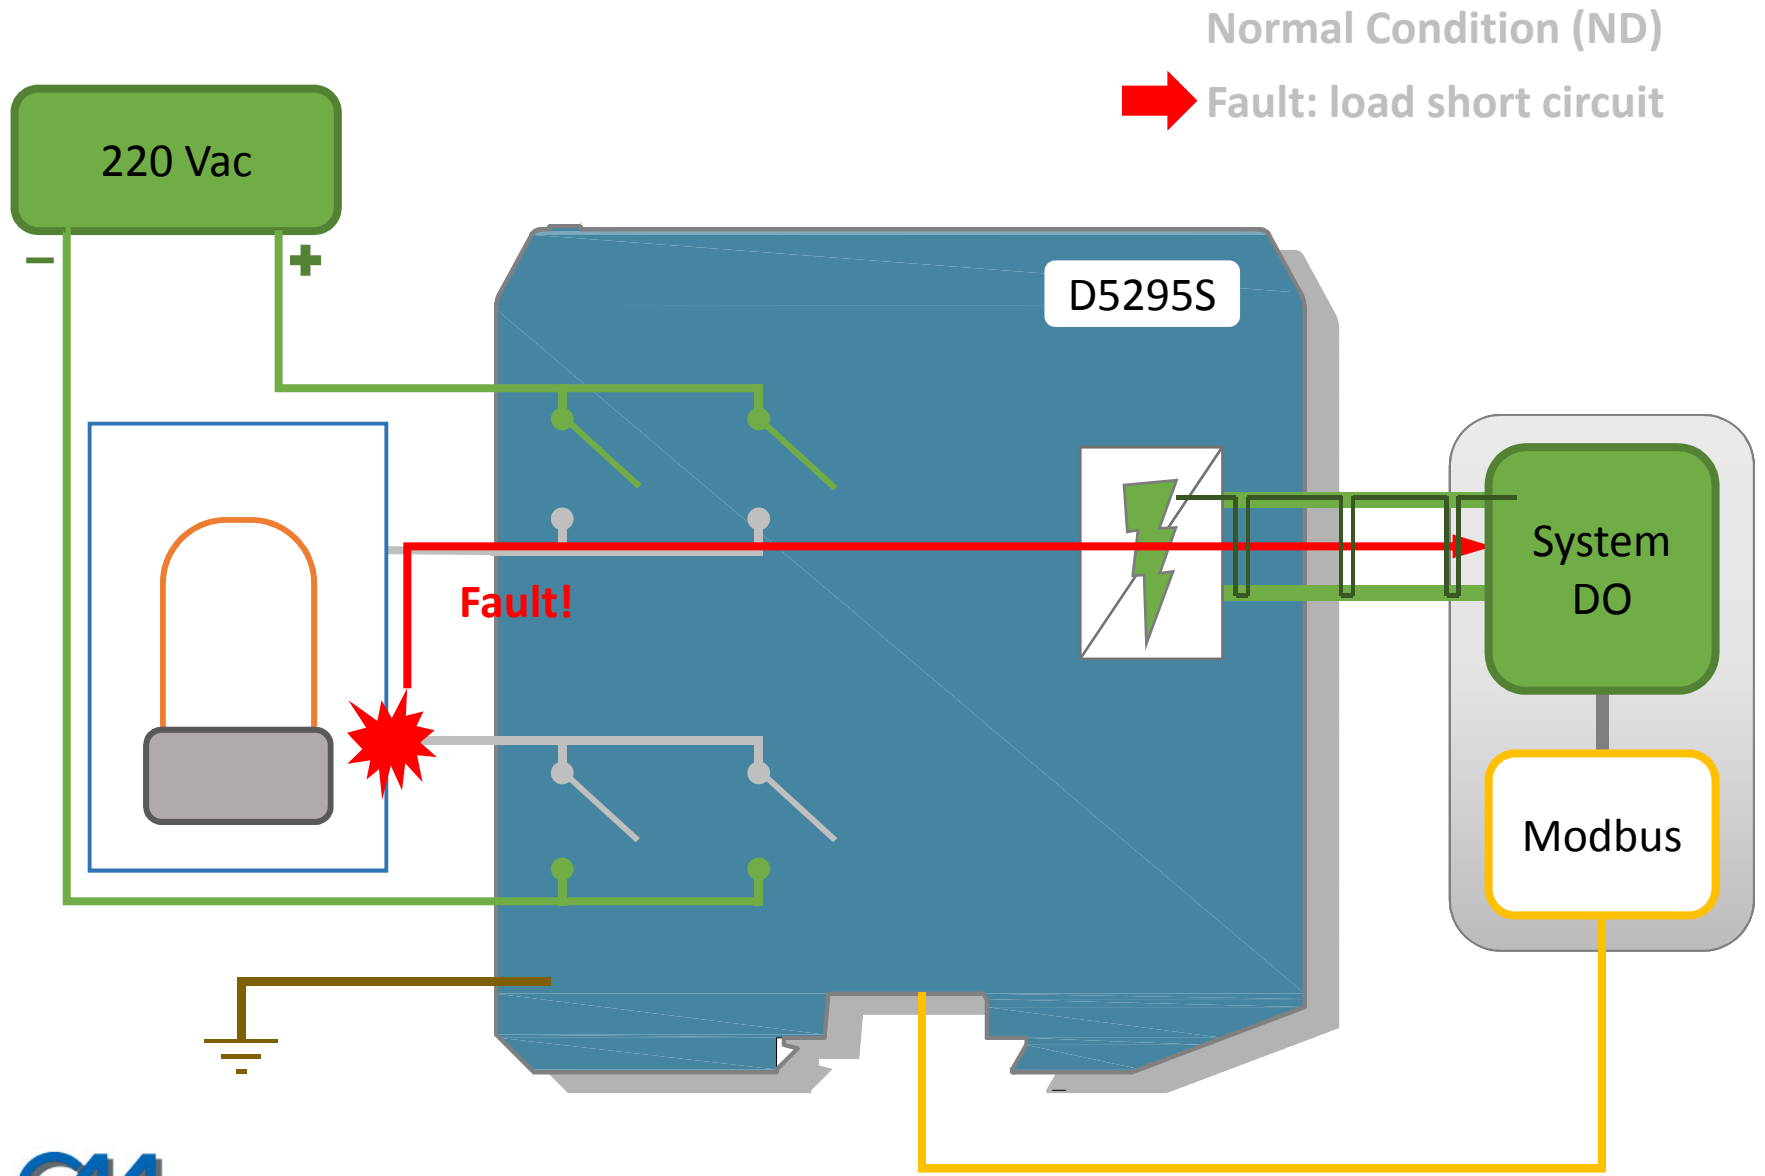 Normal Condition (ND)
Fault: load short circuit
220 Vac
– +
D5295S
System
DO
Fault!
Modbus